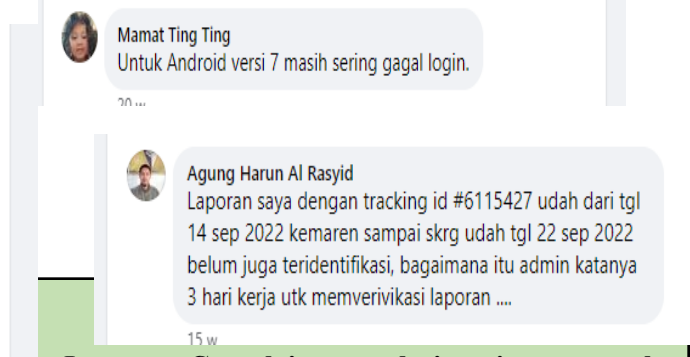 Mamat Ting Ting
Untuk Android versi 7 masih sering gagal login.
20 w
Agung Harun Al Rasyid
Laporan saya dengan tracking id #6115427 udah dari tgl
14 sep 2022 kemaren sampai skrg udah tgl 22 sep 2022
belum juga teridentifikasi, bagaimana itu admin katanya
3 hari kerja utk memverivikasi laporan ....
15 w